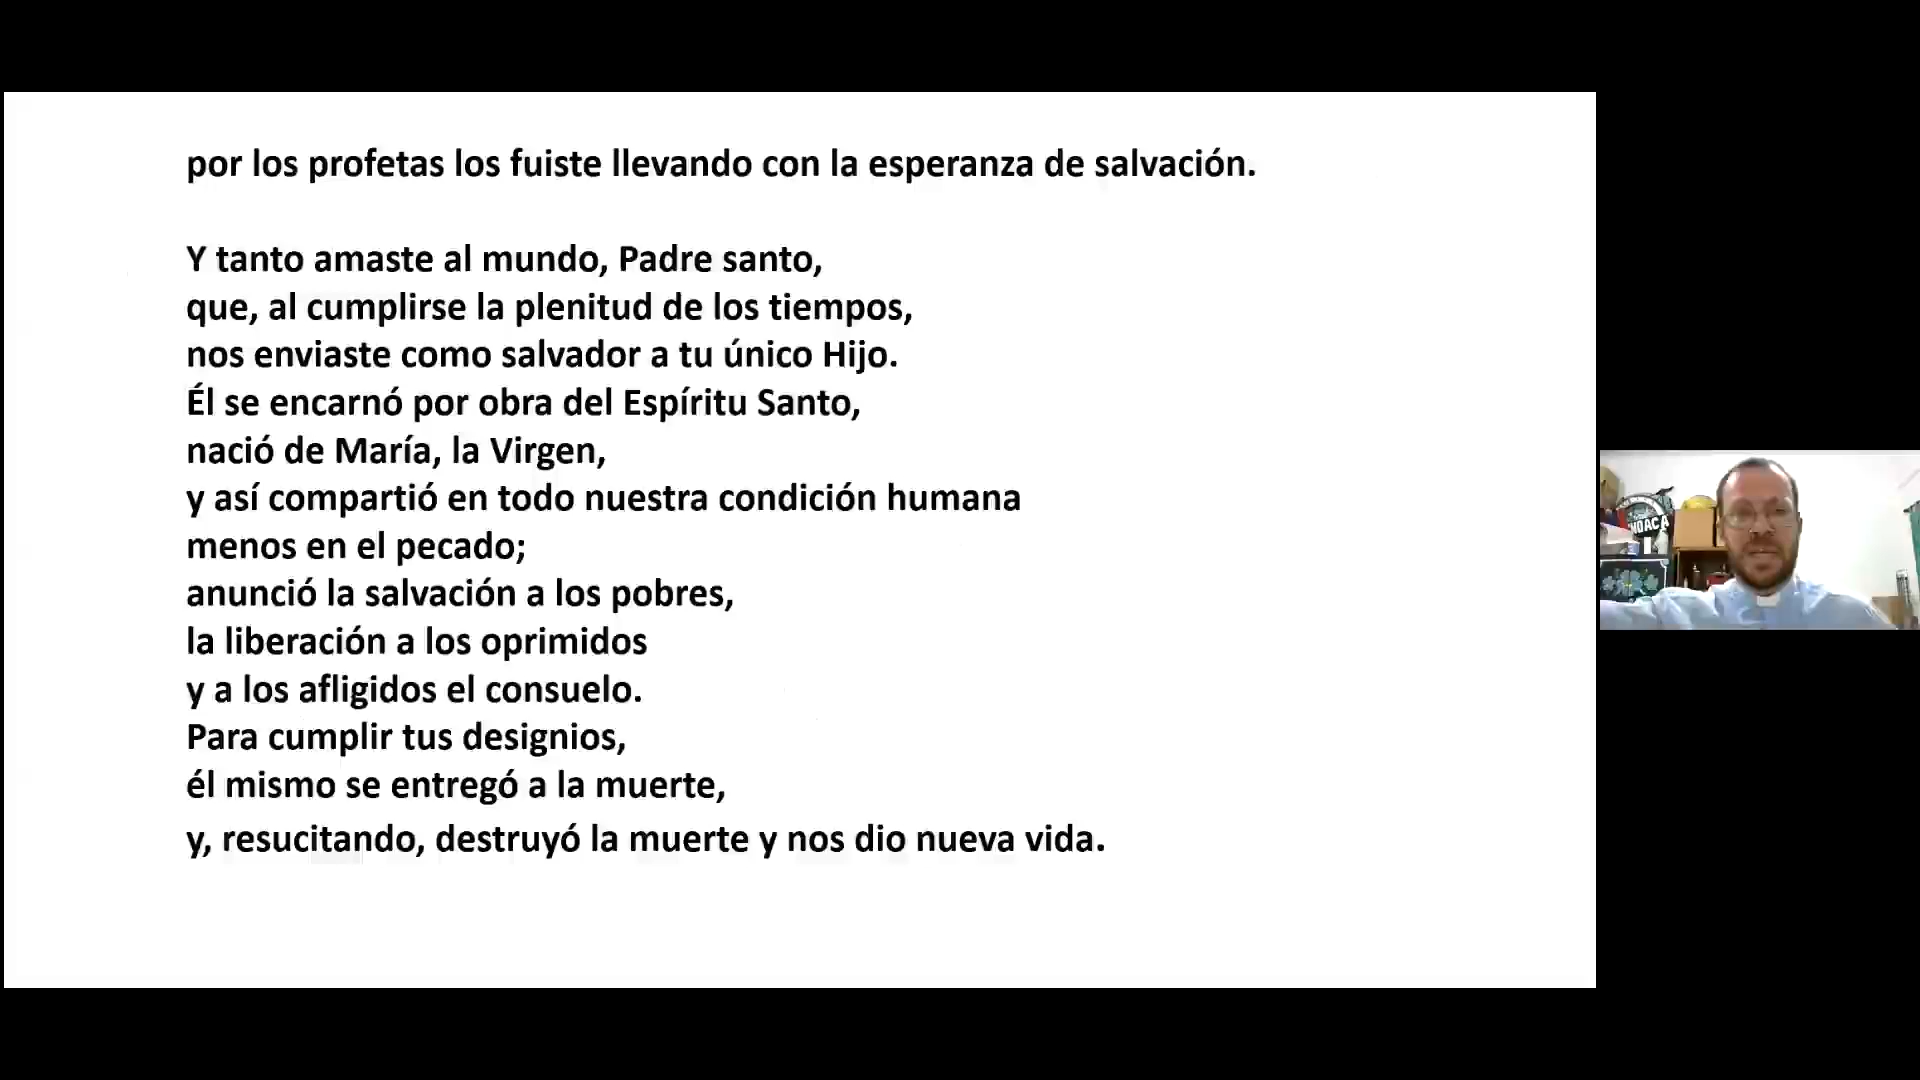 por los profetas los fuiste llevando con la esperanza de salvación.
Y tanto amaste al mundo, Padre santo,
que, al cumplirse la plenitud de los tiempos,
nos enviaste como salvador a tu único Hijo.
Él se encarnó por obra del Espíritu Santo,
nació de María, la Virgen,
y así compartió en todo nuestra condición humana
menos en el pecado;
anunció la salvación a los pobres,
la liberación a los oprimidos
y a los afligidos el consuelo.
Para cumplir tus designios,
él mismo se entregó a la muerte,
y, resucitando, destruyó la muerte y nos dio nueva vida.